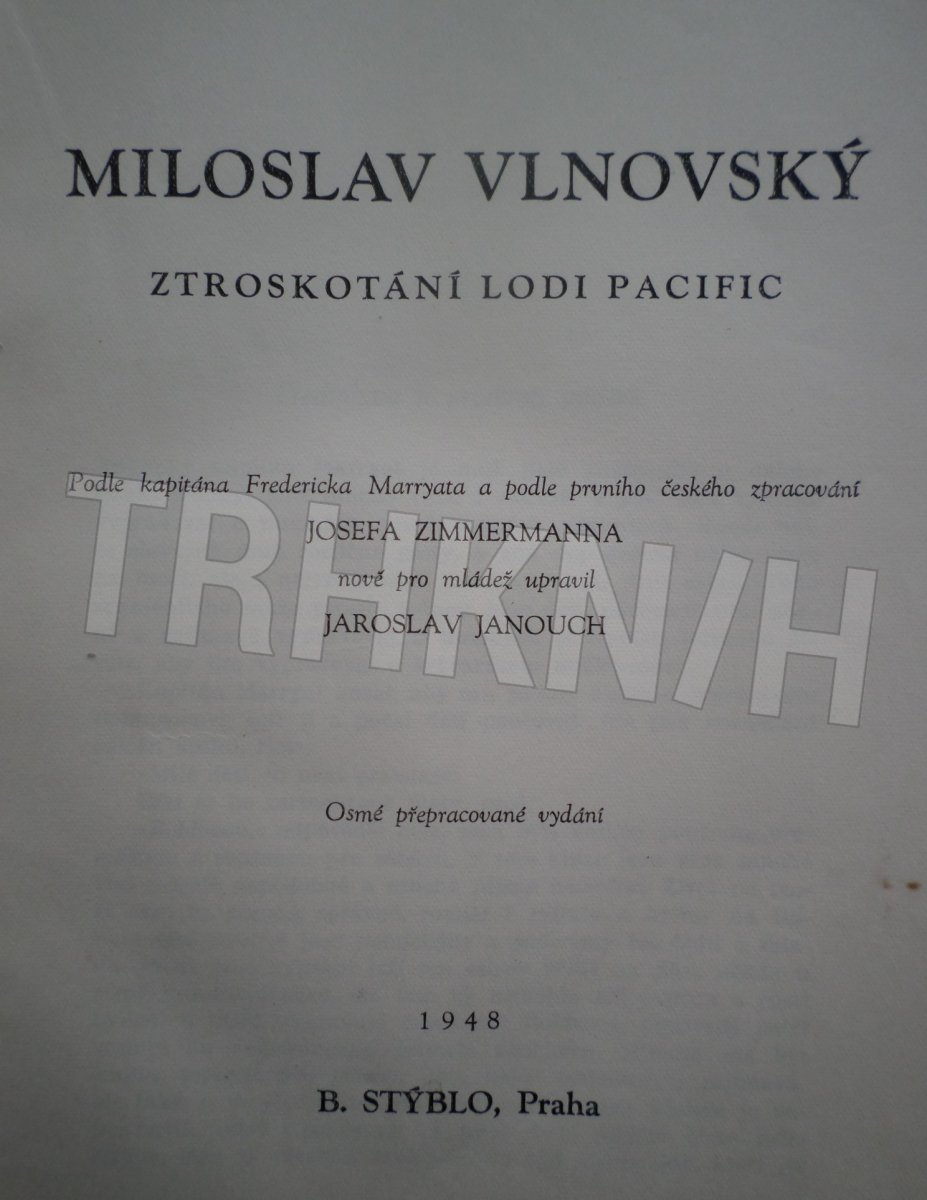 MILOSLAV VLNOVSKÝ
ZTROSKOTÁNÍ LODI PACIFIC
Podle kapitána Fredericka Marryata a podle prvního českého zpracování
JOSEFA ZIMMERMANNA
nově pro mládež upravil
JAROSLAV JANOUCH
TRHKN/H
Osmé přepracované vydání
1948
B. STÝBLO, Praha